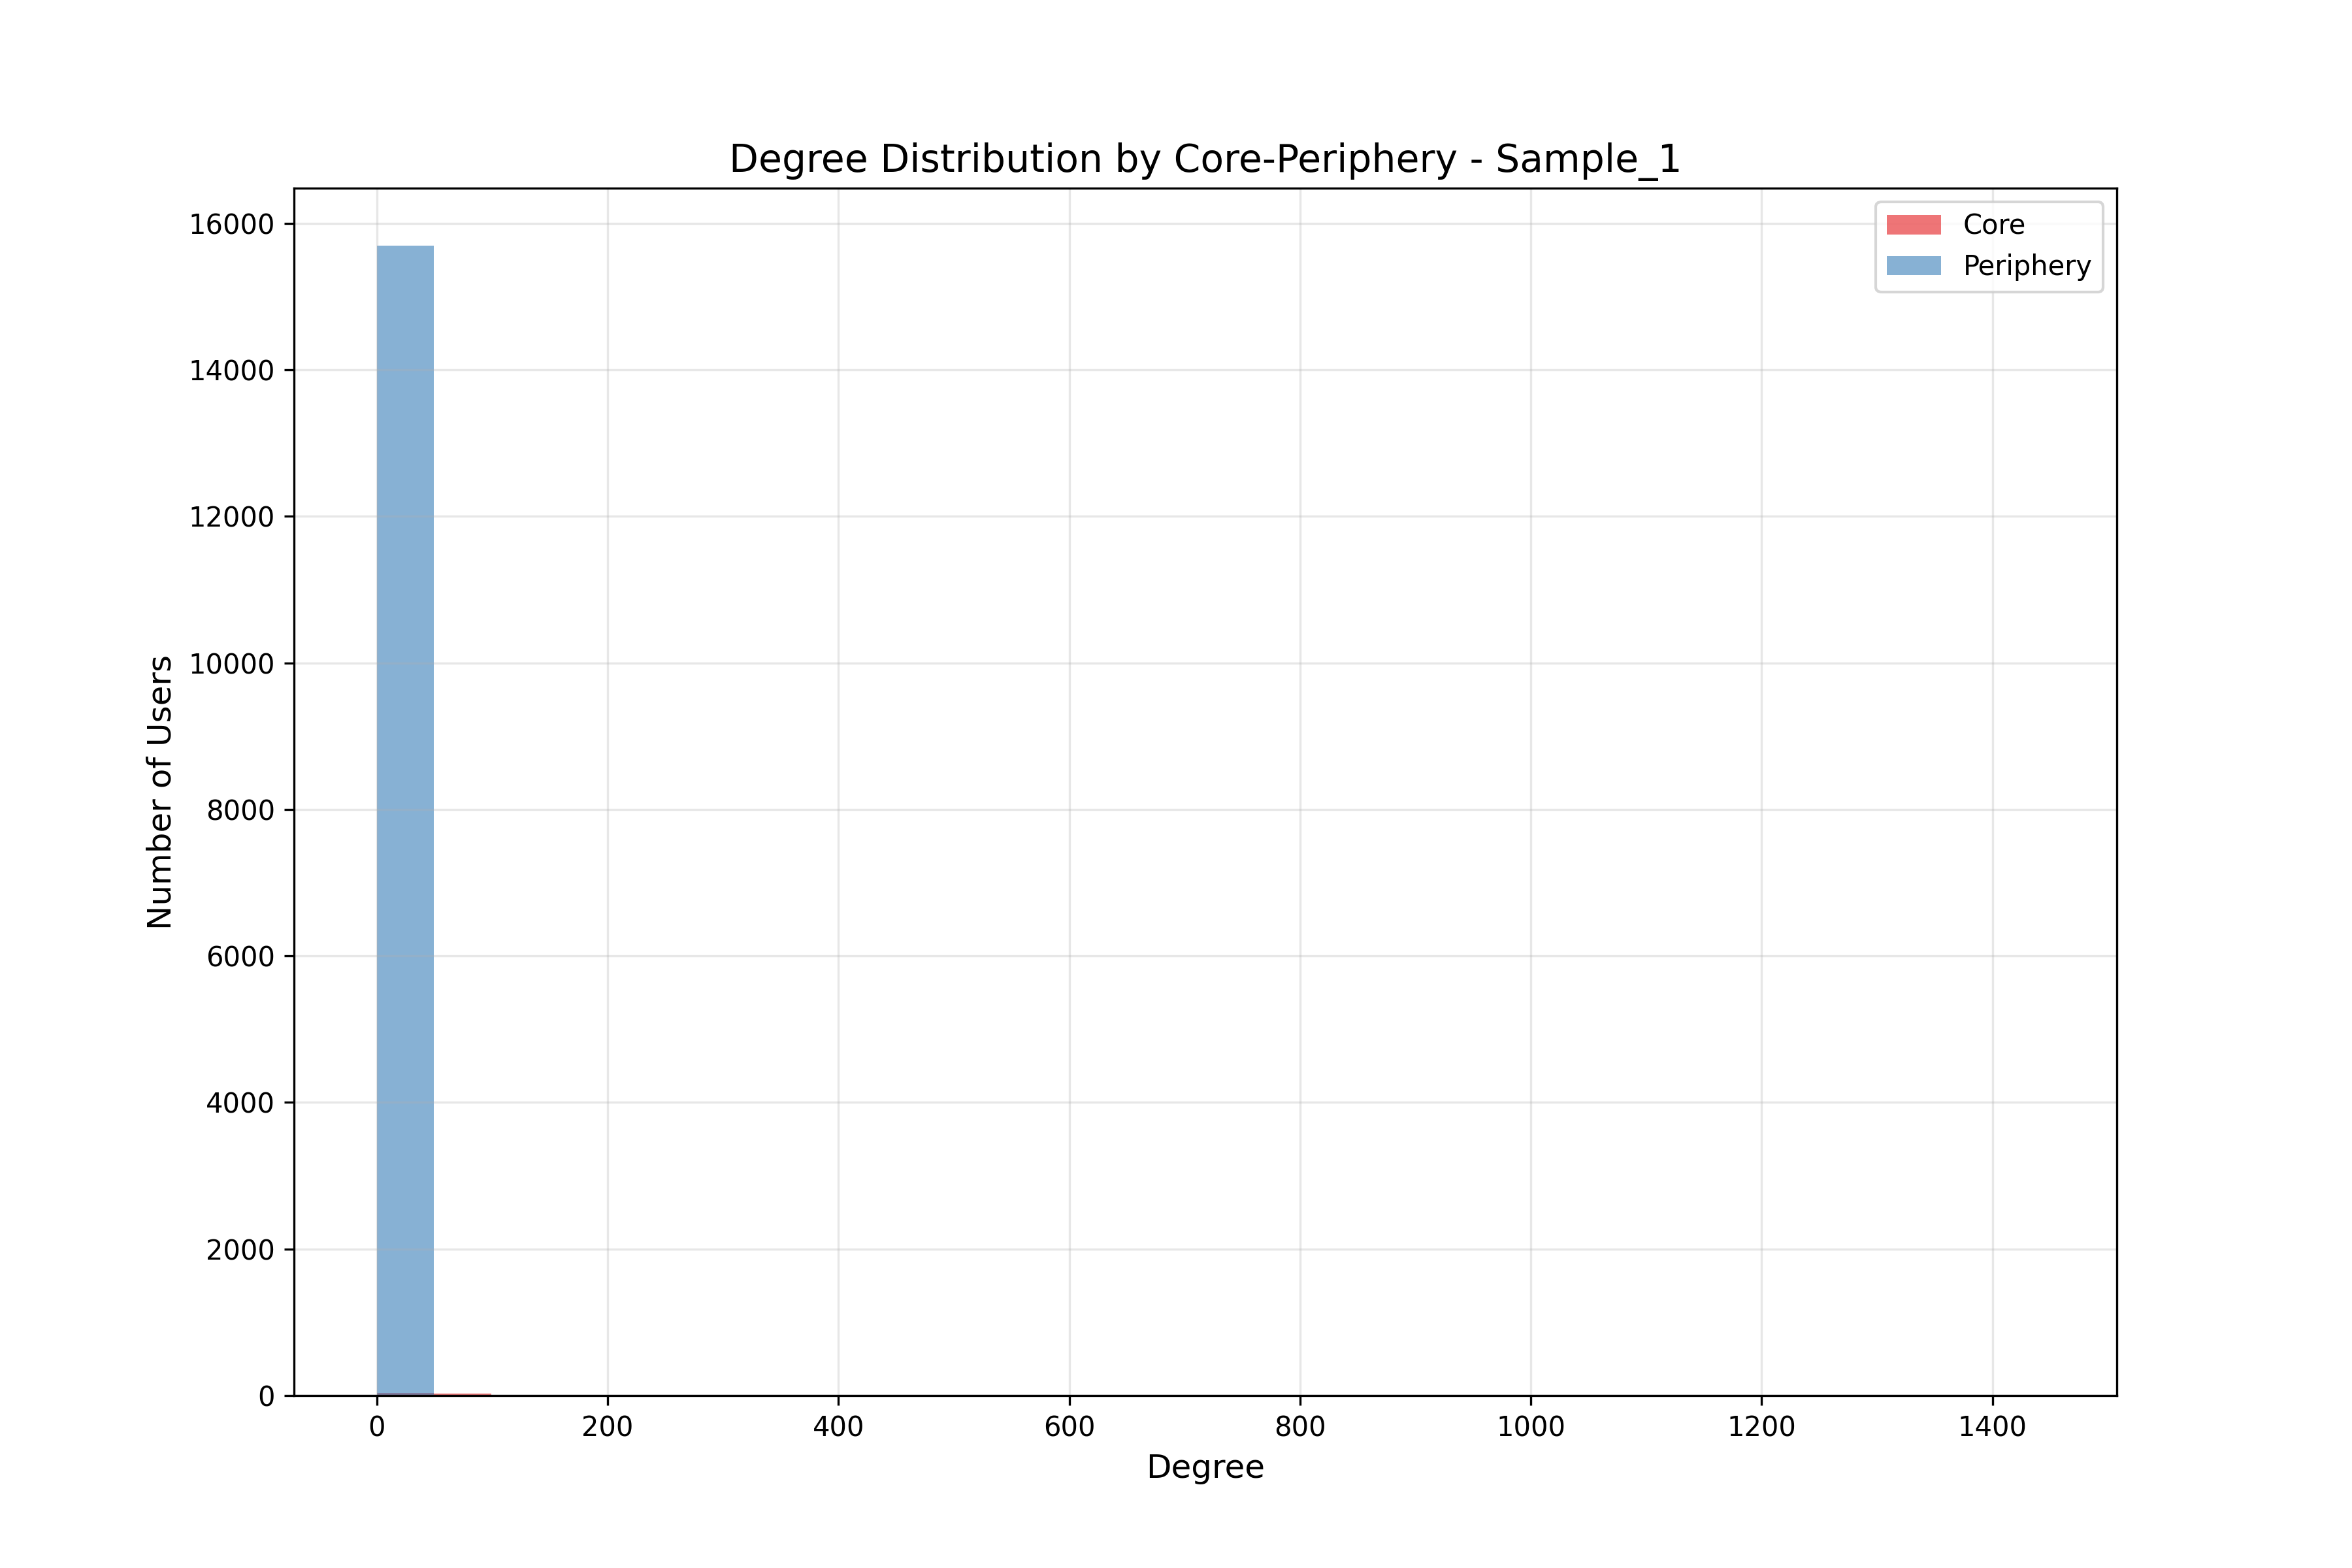 Degree Distribution by Core-Periphery - Sample_1
Core
Periphery
Number of Users
16000
14000
12000
10000
8000
6000
4000
2000
0
0 200 400 600 800 1000 1200 1400
Degree